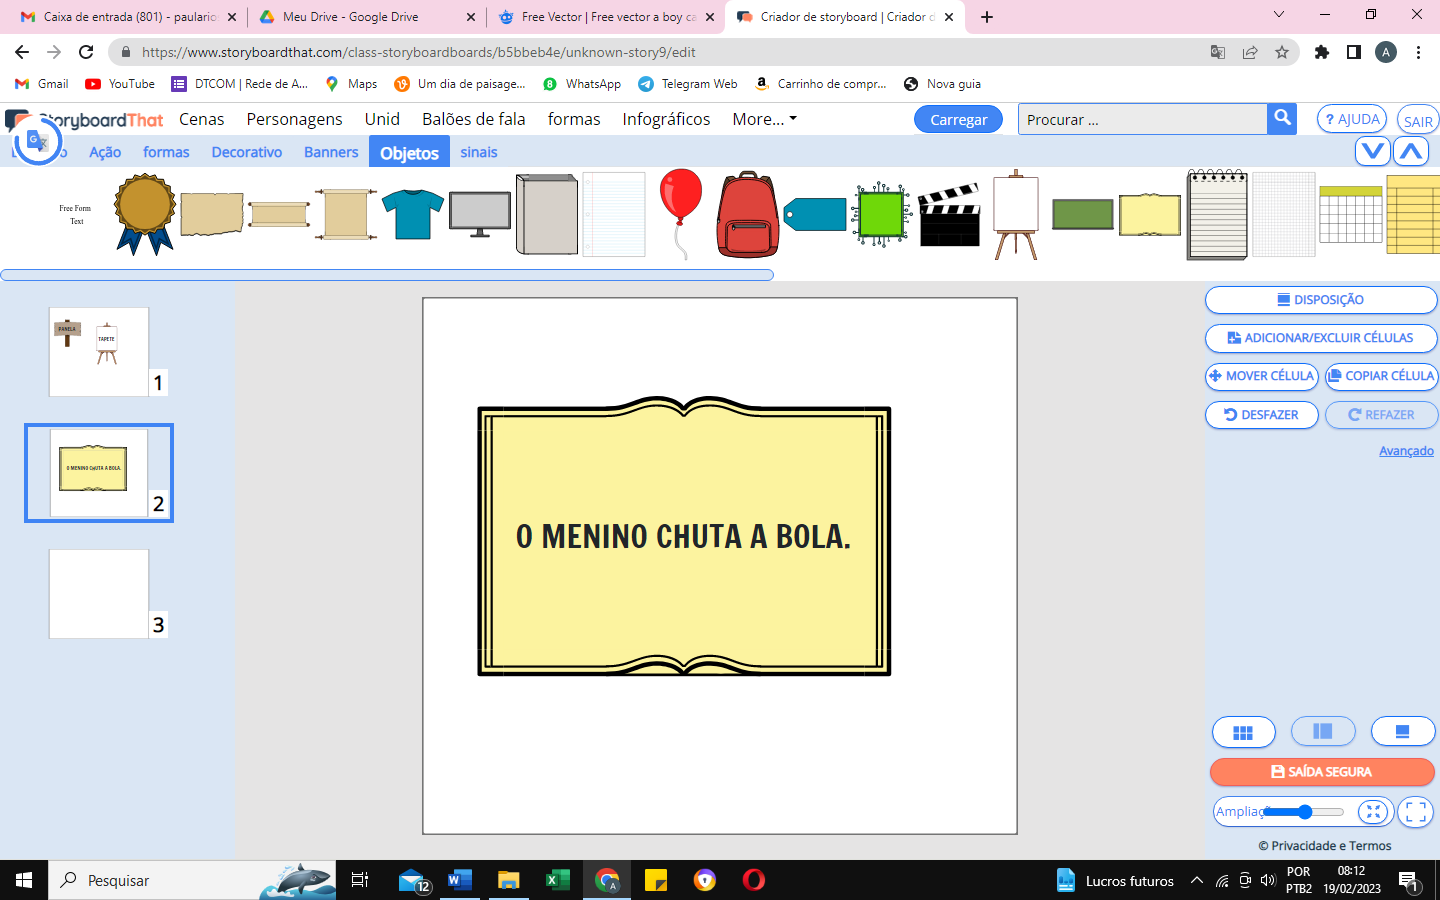 Caixa de entrada (801) - paulario
Meu Drive - Google Drive
Free Vector | Free vector a boy ca
Criador de storyboard | Criador d
https://www.storyboardthat.com/class-storyboardboards/b5bbeb4e/unknown-story9/edit
A
Gmail
YouTube
DTCOM | Rede de A...
Maps
Um dia de paisage...
WhatsApp
Telegram Web
Carrinho de compr...
Nova guia
StoryboardThat
Cenas
Personagens
Unid
Balões de fala
formas
Infográficos
More...
Carregar
Procurar ...
? AJUDA
SAIR
Ação
formas
Decorativo
Banners
Objetos
sinais
Free Form
Text
DISPOSIÇÃO
ADICIONAR/EXCLUIR CÉLULAS
MOVER CÉLULA
COPIAR CÉLULA
DESFAZER
REFAZER
Avançado
PANELA
TAPETE
1
O MENINO CHUTA A BOLA.
2
3
O MENINO CHUTA A BOLA.
SAÍDA SEGURA
Ampliaç
© Privacidade e Termos
Pesquisar
12
Lucros futuros
POR
PTB2
08:12
19/02/2023
1